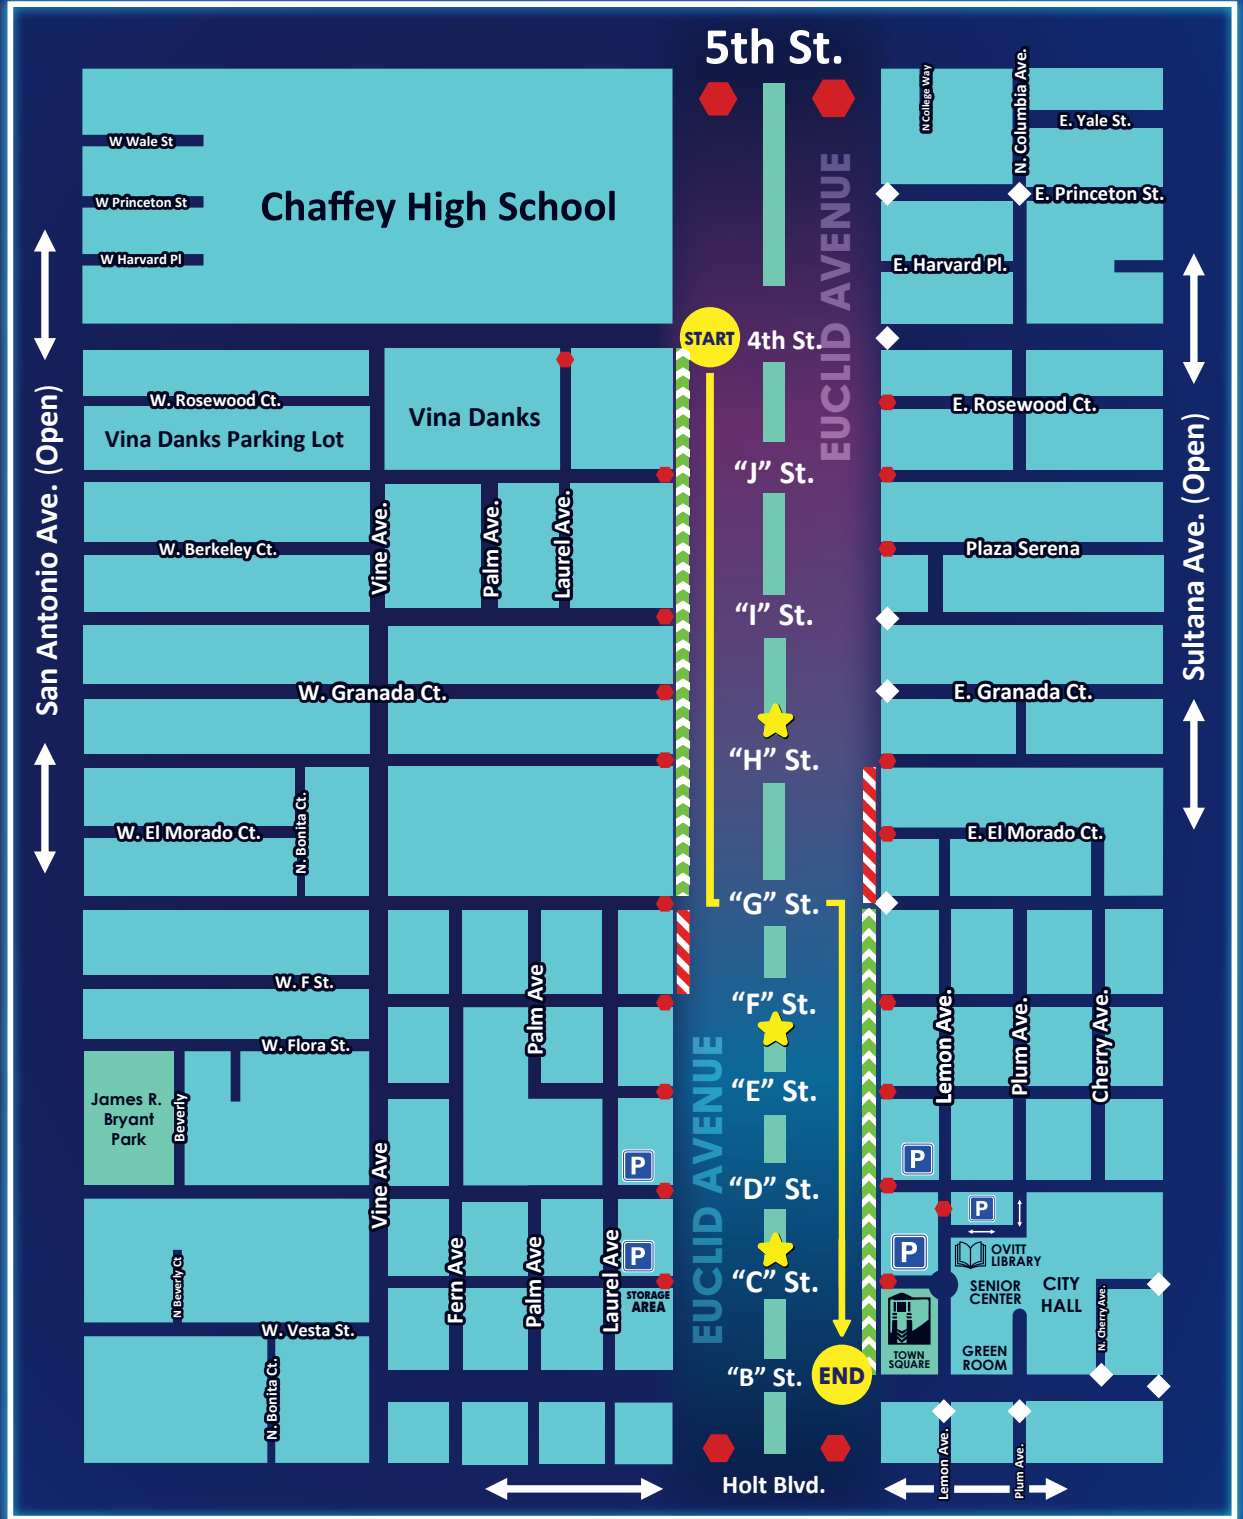 5th St.
N College Way
N. Columbia Ave.
E. Yale St.
W Wale St
W Princeton St
Chaffey High School
W Harvard Pl
E. Princeton St.
E. Harvard Pl.
EUCLID AVENUE
START
4th St.
San Antonio Ave. (Open)
Sultana Ave. (Open)
W. Rosewood Ct.
E. Rosewood Ct.
Vina Danks
Vina Danks Parking Lot
“J” St.
Vine Ave.
Palm Ave.
Laurel Ave.
W. Berkeley Ct.
Plaza Serena
“I” St.
W. Granada Ct.
E. Granada Ct.
“H” St.
W. El Morado Ct.
N. Bonita Ct.
E. El Morado Ct.
“G” St.
W. F St.
Palm Ave
“F” St.
Lemon Ave.
Plum Ave.
Cherry Ave.
W. Flora St.
EUCLID AVENUE
James R.
Bryant
Park
Beverly
“E” St.
Vine Ave
P
P
“D” St.
P
Fern Ave
Palm Ave
Laurel Ave
P
P
OVITT
LIBRARY
N Beverly Ct
STORAGE
AREA
“C” St.
SENIOR
CENTER
CITY
HALL
N. Cherry Ave.
W. Vesta St.
TOWN
SQUARE
GREEN
ROOM
N. Bonita Ct.
“B” St.
END
Holt Blvd.
Lemon Ave.
Plum Ave.